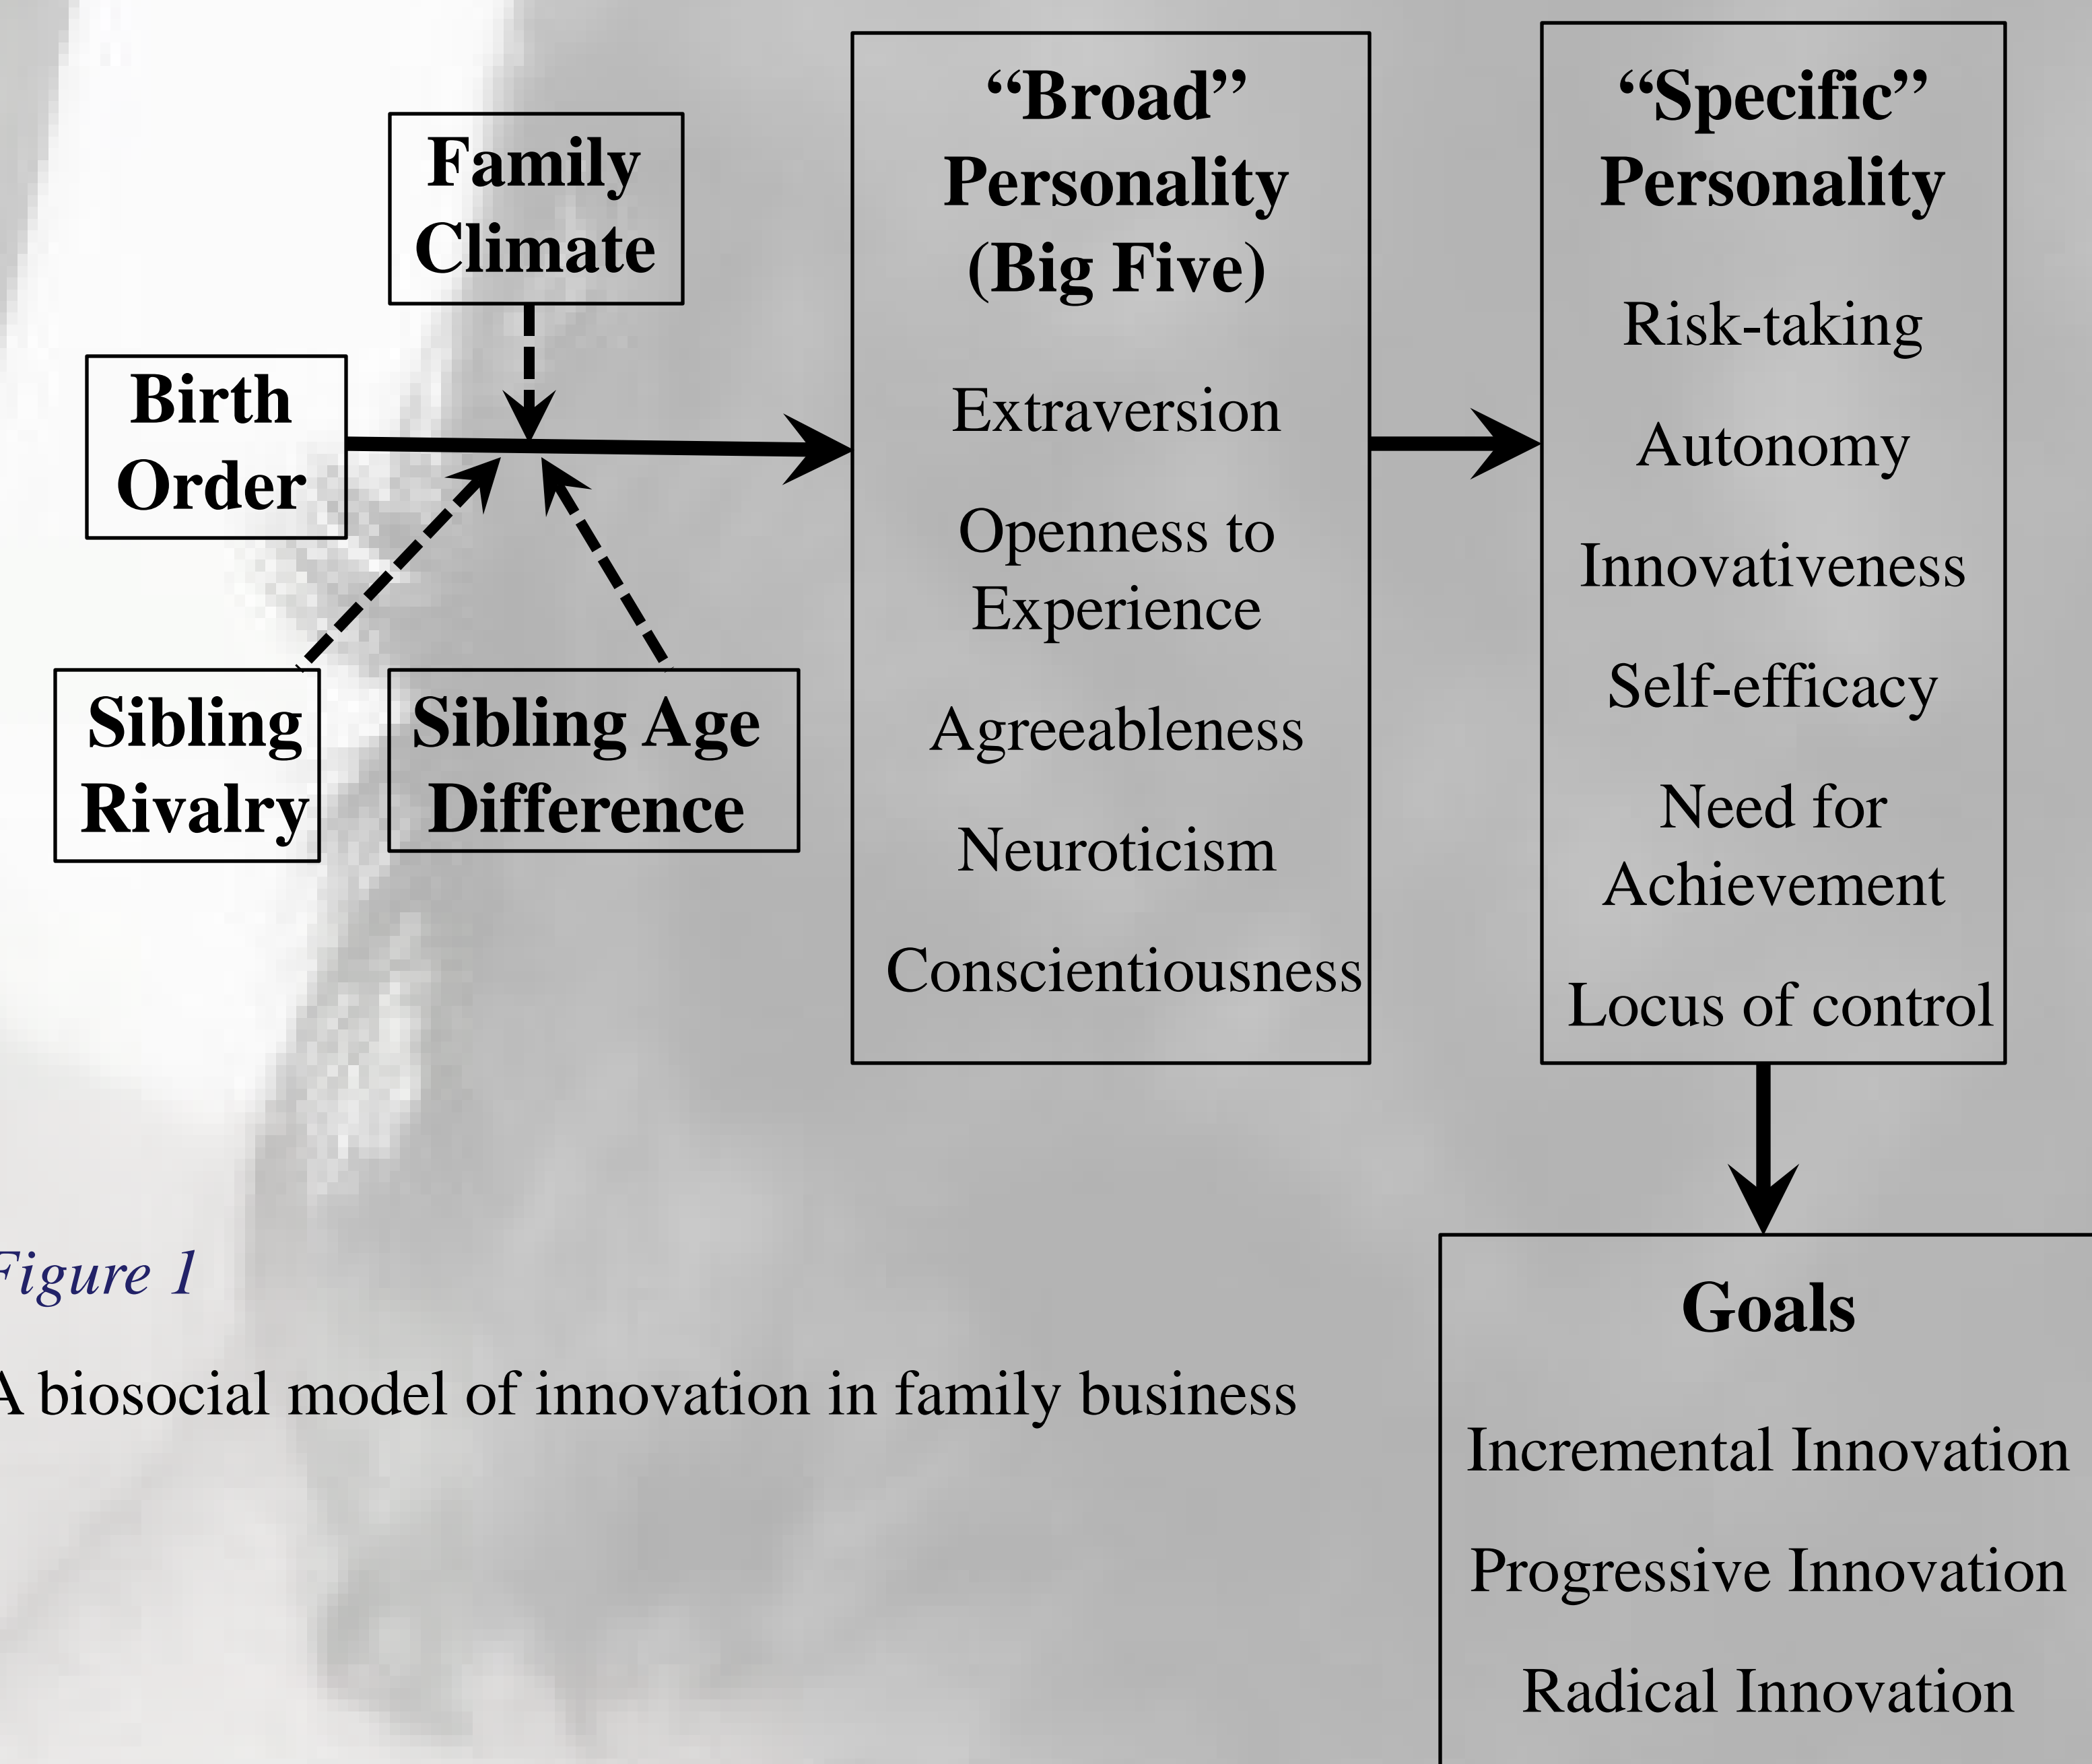 Family
Climate
Birth
Order
Sibling
Rivalry
Sibling Age
Difference
“Broad”
Personality
(Big Five)
Extraversion
Openness to
Experience
Agreeableness
Neuroticism
Conscientiousness
“Specific”
Personality
Risk-taking
Autonomy
Innovativeness
Self-efficacy
Need for
Achievement
Locus of control
Goals
Incremental Innovation
Progressive Innovation
Radical Innovation
Figure 1
A biosocial model of innovation in family business